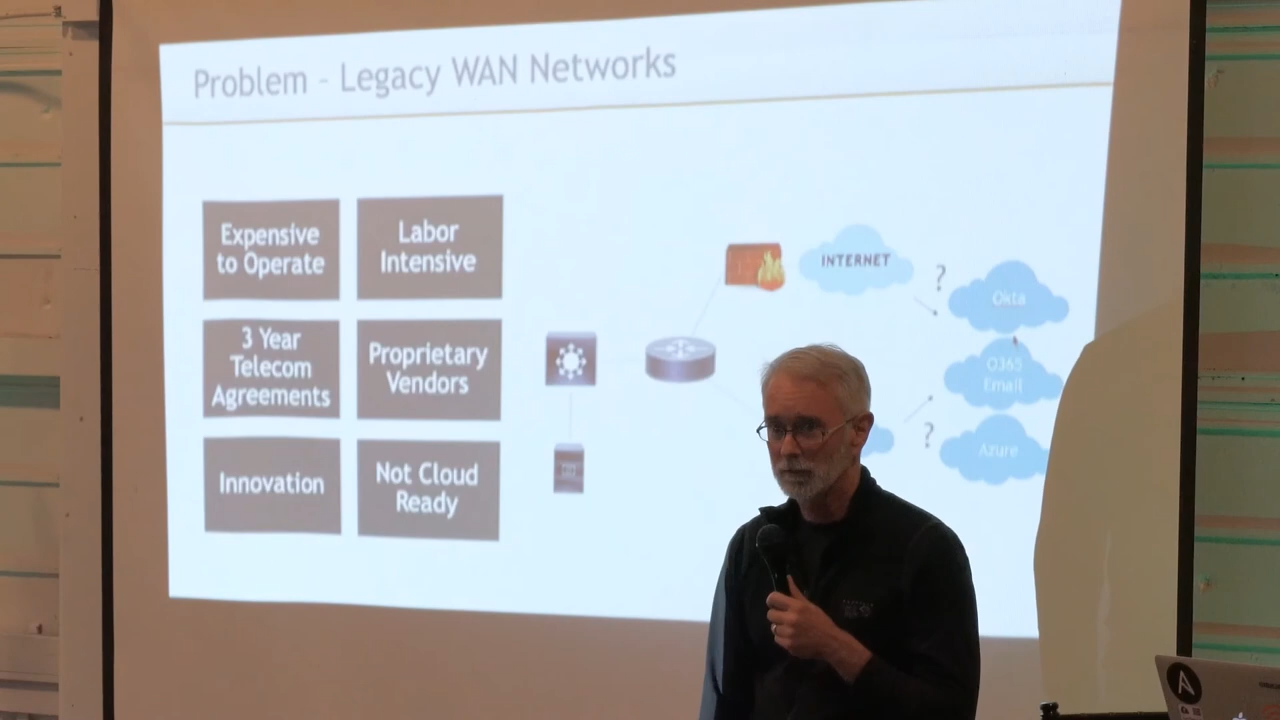 Problem - Legacy WAN Networks
Expensive
to Operate
Labor
Intensive
3 Year
Telecom
Agreements
Proprietary
Vendors
Innovation
Not Cloud
Ready
INTERNET
?
Okta
O365
Email
?
Azure